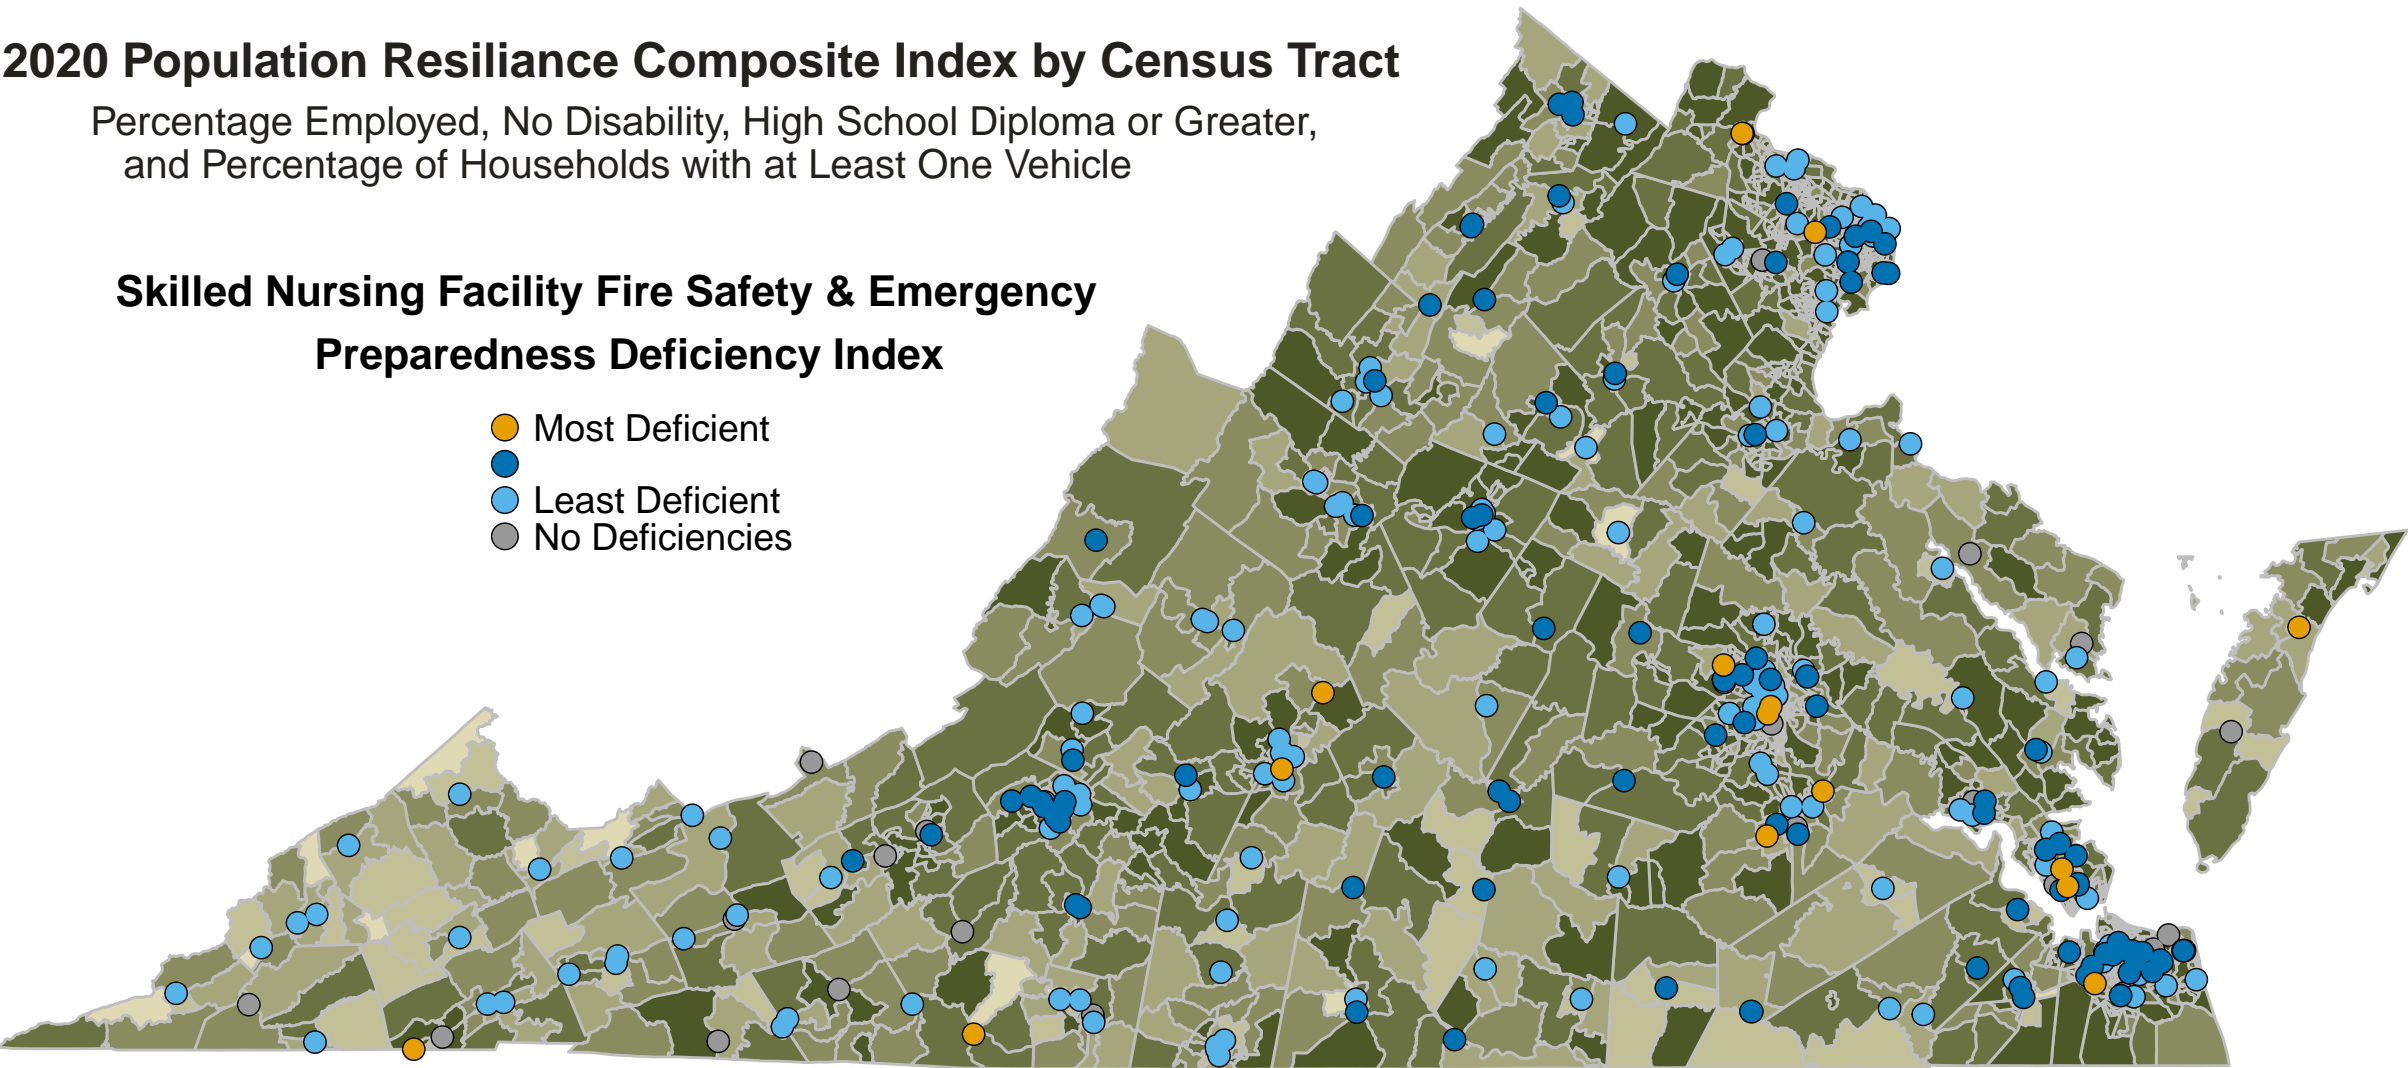 2020 Population Resiliance Composite Index by Census Tract
Percentage Employed, No Disability, High School Diploma or Greater,
and Percentage of Households with at Least One Vehicle
Skilled Nursing Facility Fire Safety & Emergency
Preparedness Deficiency Index
Most Deficient
Least Deficient
No Deficiencies